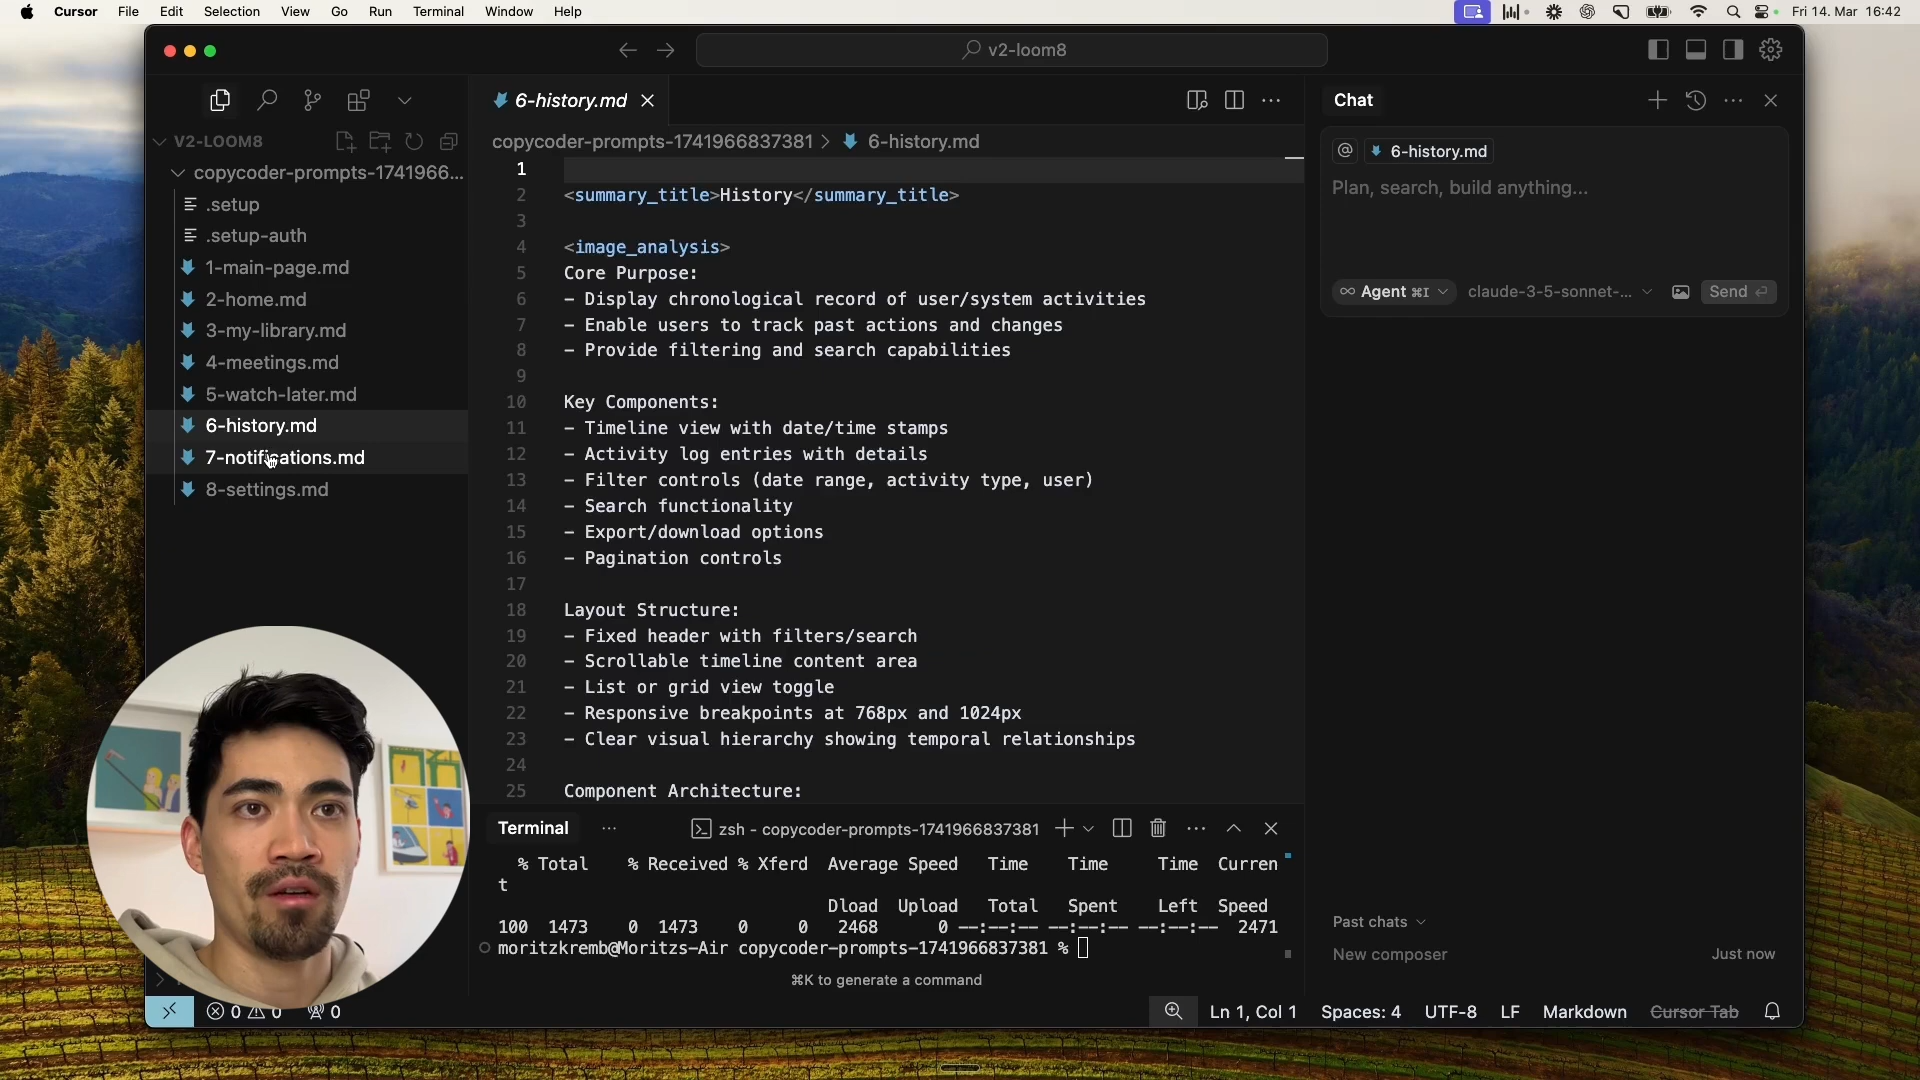 Cursor File Edit Selection View Go Run Terminal Window Help
Fri 14. Mar 16:42
v2-loom8
V2-LOOM8
copycoder-prompts-1741966...
.setup
.setup-auth
1-main-page.md
2-home.md
3-my-library.md
4-meetings.md
5-watch-later.md
6-history.md
7-notifications.md
8-settings.md
6-history.md
copycoder-prompts-1741966837381 > 6-history.md
1
2 <summary_title>History</summary_title>
3
4 <image_analysis>
5 Core Purpose:
6 - Display chronological record of user/system activities
7 - Enable users to track past actions and changes
8 - Provide filtering and search capabilities
9
10 Key Components:
11 - Timeline view with date/time stamps
12 - Activity log entries with details
13 - Filter controls (date range, activity type, user)
14 - Search functionality
15 - Export/download options
16 - Pagination controls
17
18 Layout Structure:
19 - Fixed header with filters/search
20 - Scrollable timeline content area
21 - List or grid view toggle
22 - Responsive breakpoints at 768px and 1024px
23 - Clear visual hierarchy showing temporal relationships
24
25 Component Architecture:
Terminal ... zsh - copycoder-prompts-1741966837381
% Total % Received % Xferd Average Speed Time Time Time Curren
t
Dload Upload Total Spent Left Speed
100 1473 0 1473 0 0 2468 0 --:--:-- --:--:-- --:--:-- 2471
moritzkremb@Moritzs-Air copycoder-prompts-1741966837381 %
⌘K to generate a command
Chat
@ 6-history.md
Plan, search, build anything...
∞ Agent ⌘I claude-3-5-sonnet-... Send ⏎
Past chats
New composer Just now
0 0 0
Ln 1, Col 1 Spaces: 4 UTF-8 LF Markdown Cursor Tab